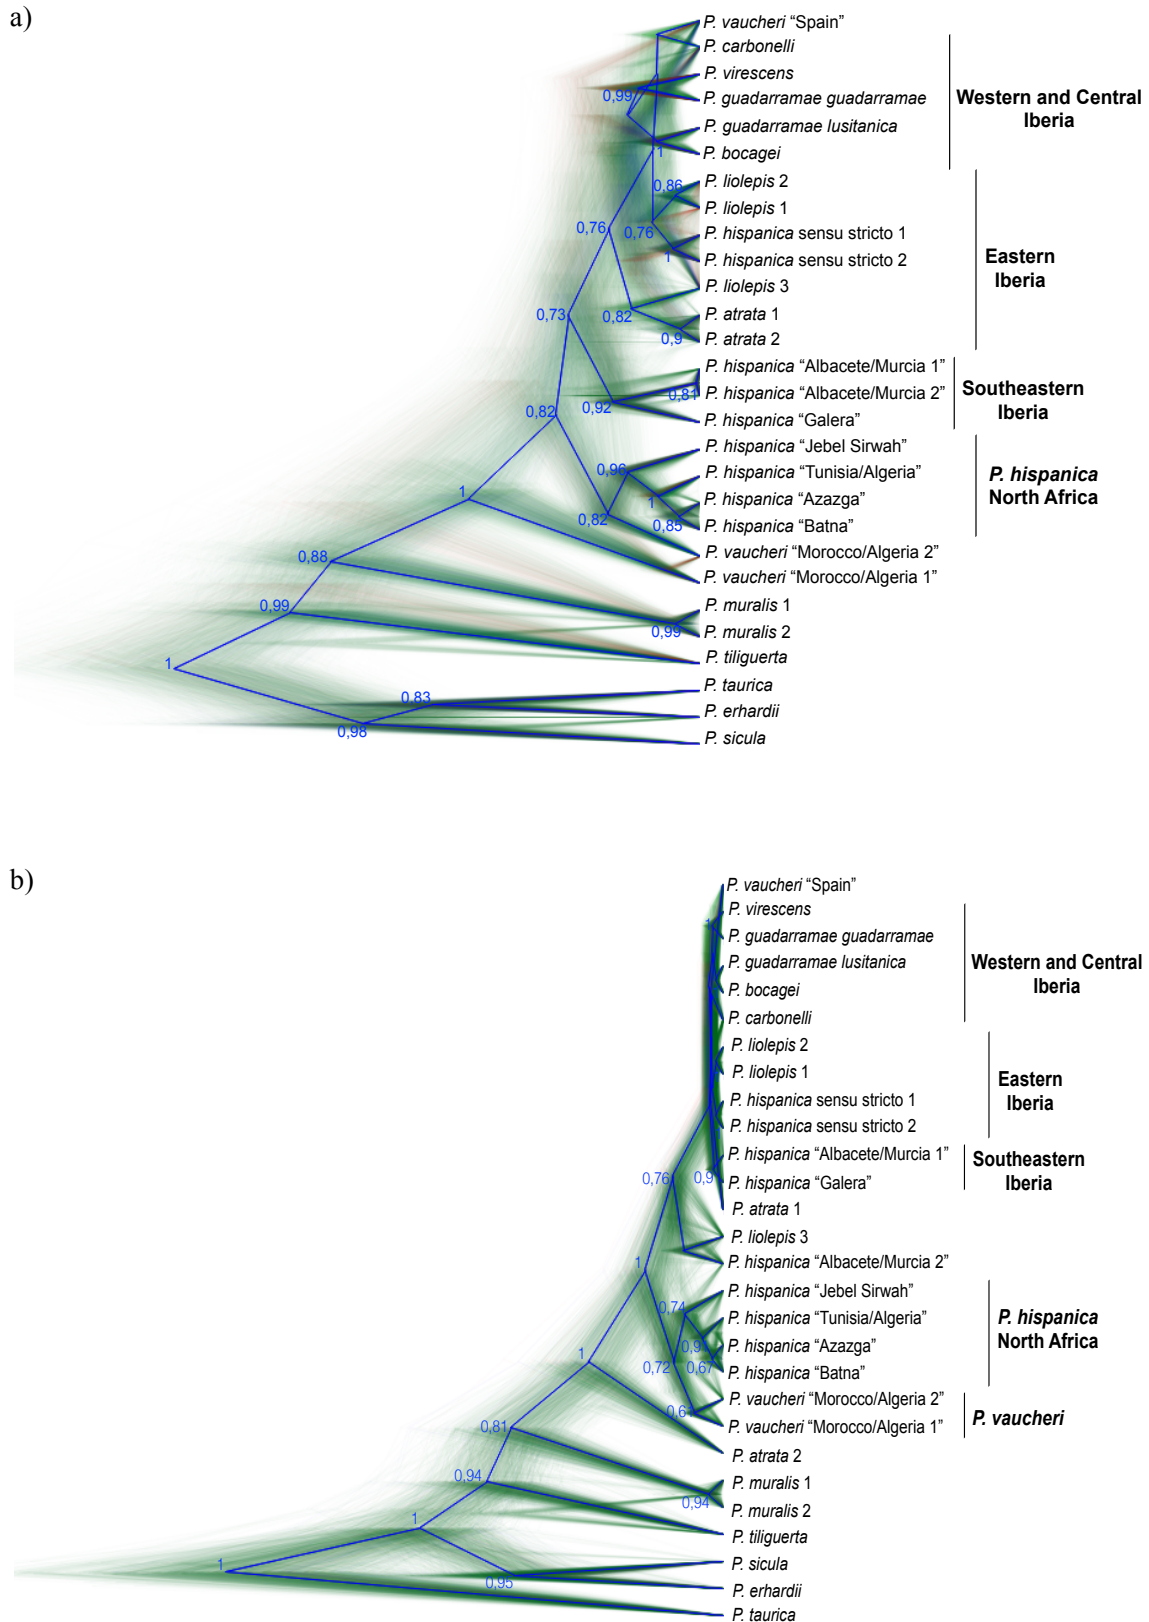 a)
P. vaucheri “Spain”
P. carbonelli
P. virescens
0,99
P. guadarramae guadarramae
Western and Central
Iberia
P. guadarramae lusitanica
P. bocagei
1
P. liolepis 2
0,86
P. liolepis 1
0,76
0,76
P. hispanica sensu stricto 1
1
P. hispanica sensu stricto 2
Eastern
Iberia
P. liolepis 3
0,82
0,73
P. atrata 1
0,9
P. atrata 2
P. hispanica “Albacete/Murcia 1”
0,81
P. hispanica “Albacete/Murcia 2”
Southeastern
Iberia
0,92
0,82
P. hispanica “Galera”
P. hispanica “Jebel Sirwah”
0,96
P. hispanica “Tunisia/Algeria”
P. hispanica
North Africa
1
1
P. hispanica “Azazga”
0,82
0,85
P. hispanica “Batna”
0,88
P. vaucheri “Morocco/Algeria 2”
P. vaucheri “Morocco/Algeria 1”
0,99
P. muralis 1
0,99
P. muralis 2
1
P. tiliguerta
0,83
P. taurica
P. erhardii
0,98
P. sicula
b)
P. vaucheri “Spain”
P. virescens
1
P. guadarramae guadarramae
P. guadarramae lusitanica
Western and Central
Iberia
P. bocagei
P. carbonelli
P. liolepis 2
P. liolepis 1
Eastern
Iberia
P. hispanica sensu stricto 1
P. hispanica sensu stricto 2
P. hispanica “Albacete/Murcia 1”
Southeastern
Iberia
0,76
0,9
P. hispanica “Galera”
P. atrata 1
P. liolepis 3
1
P. hispanica “Albacete/Murcia 2”
P. hispanica “Jebel Sirwah”
0,74
P. hispanica “Tunisia/Algeria”
P. hispanica
North Africa
1
P. hispanica “Azazga”
0,72
0,67
P. hispanica “Batna”
P. vaucheri “Morocco/Algeria 2”
P. vaucheri
0,81
P. vaucheri “Morocco/Algeria 1”
P. atrata 2
0,94
P. muralis 1
0,94
P. muralis 2
1
P. tiliguerta
1
P. sicula
0,95
P. erhardii
P. taurica